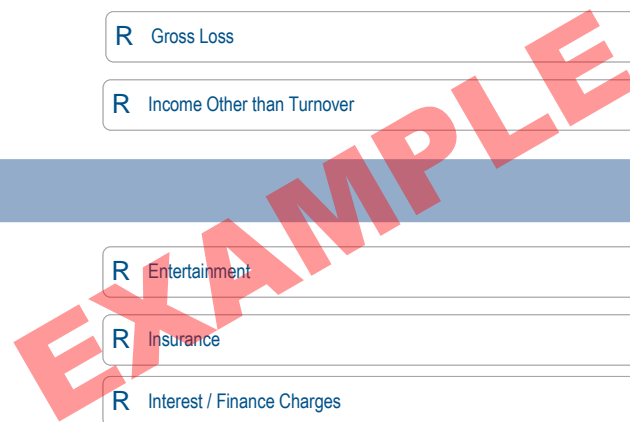 R Gross Loss
R Income Other than Turnover
EXAMPLE
R Entertainment
R Insurance
R Interest / Finance Charges